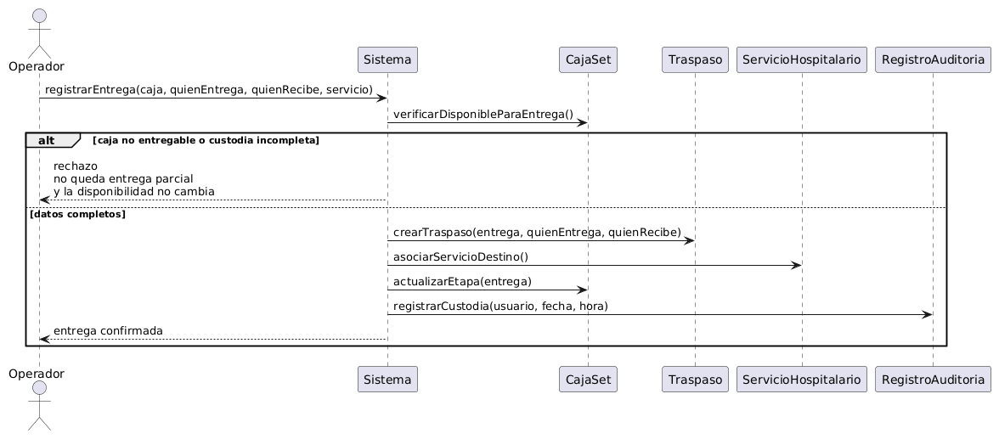 Operador
Sistema
CajaSet
Traspaso
ServicioHospitalario
RegistroAuditoria
registrarEntrega(caja, quienEntrega, quienRecibe, servicio)
verificarDisponibleParaEntrega()
alt
[caja no entregable o custodia incompleta]
rechazo
no queda entrega parcial
y la disponibilidad no cambia
[datos completos]
crearTraspaso(entrega, quienEntrega, quienRecibe)
asociarServicioDestino()
actualizarEtapa(entrega)
registrarCustodia(usuario, fecha, hora)
entrega confirmada
Operador
Sistema
CajaSet
Traspaso
ServicioHospitalario
RegistroAuditoria